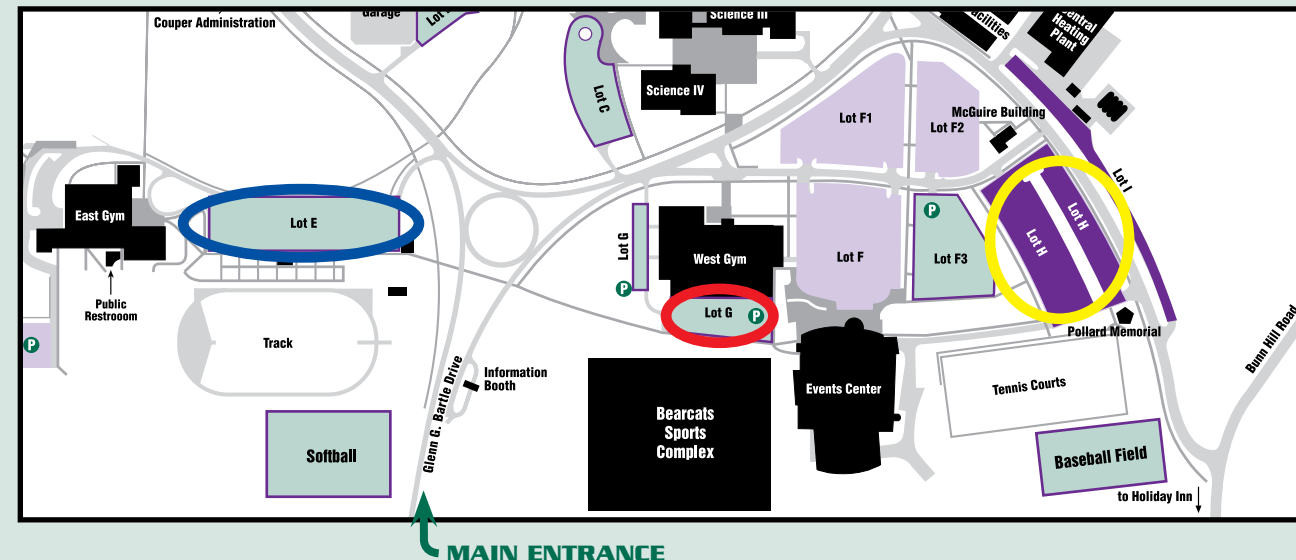 Couper Administration
Garage
Lot
Science III
Facilities
Central
Heating
Plant
Lot C
Science IV
Lot F1
Lot F2
McGuire Building
Lot I
East Gym
Lot E
Lot G
West Gym
Lot F
P
Lot F3
Lot H
Lot H
Public
Restrooom
P
Lot G
P
Pollard Memorial
P
Track
Glenn G. Bartle Drive
Information
Booth
Events Center
Tennis Courts
Bunn Hill Road
Bearcats
Sports
Complex
Softball
Baseball Field
to Holiday Inn
MAIN ENTRANCE